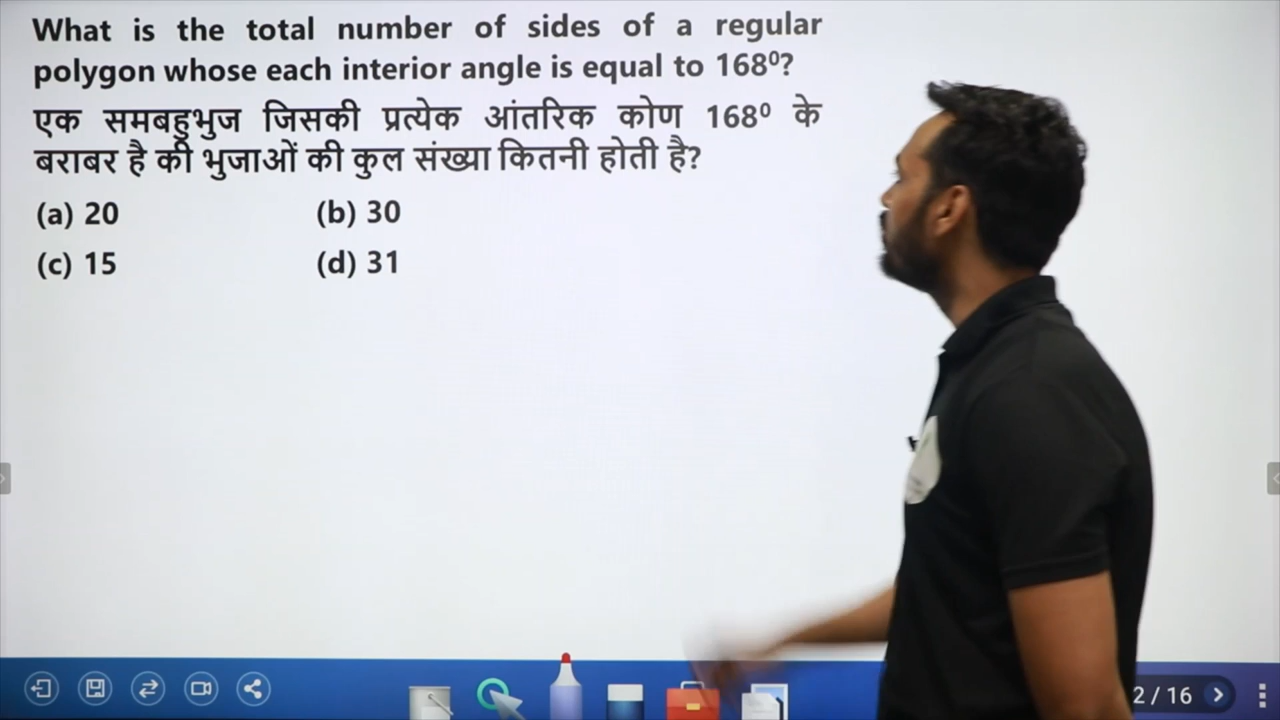 What is the total number of sides of a regular
polygon whose each interior angle is equal to 168⁰?
एक समबहुभुज जिसकी प्रत्येक आंतरिक कोण 168⁰ के
बराबर है की भुजाओं की कुल संख्या कितनी होती है?
(a) 20 (b) 30
(c) 15 (d) 31
2 / 16